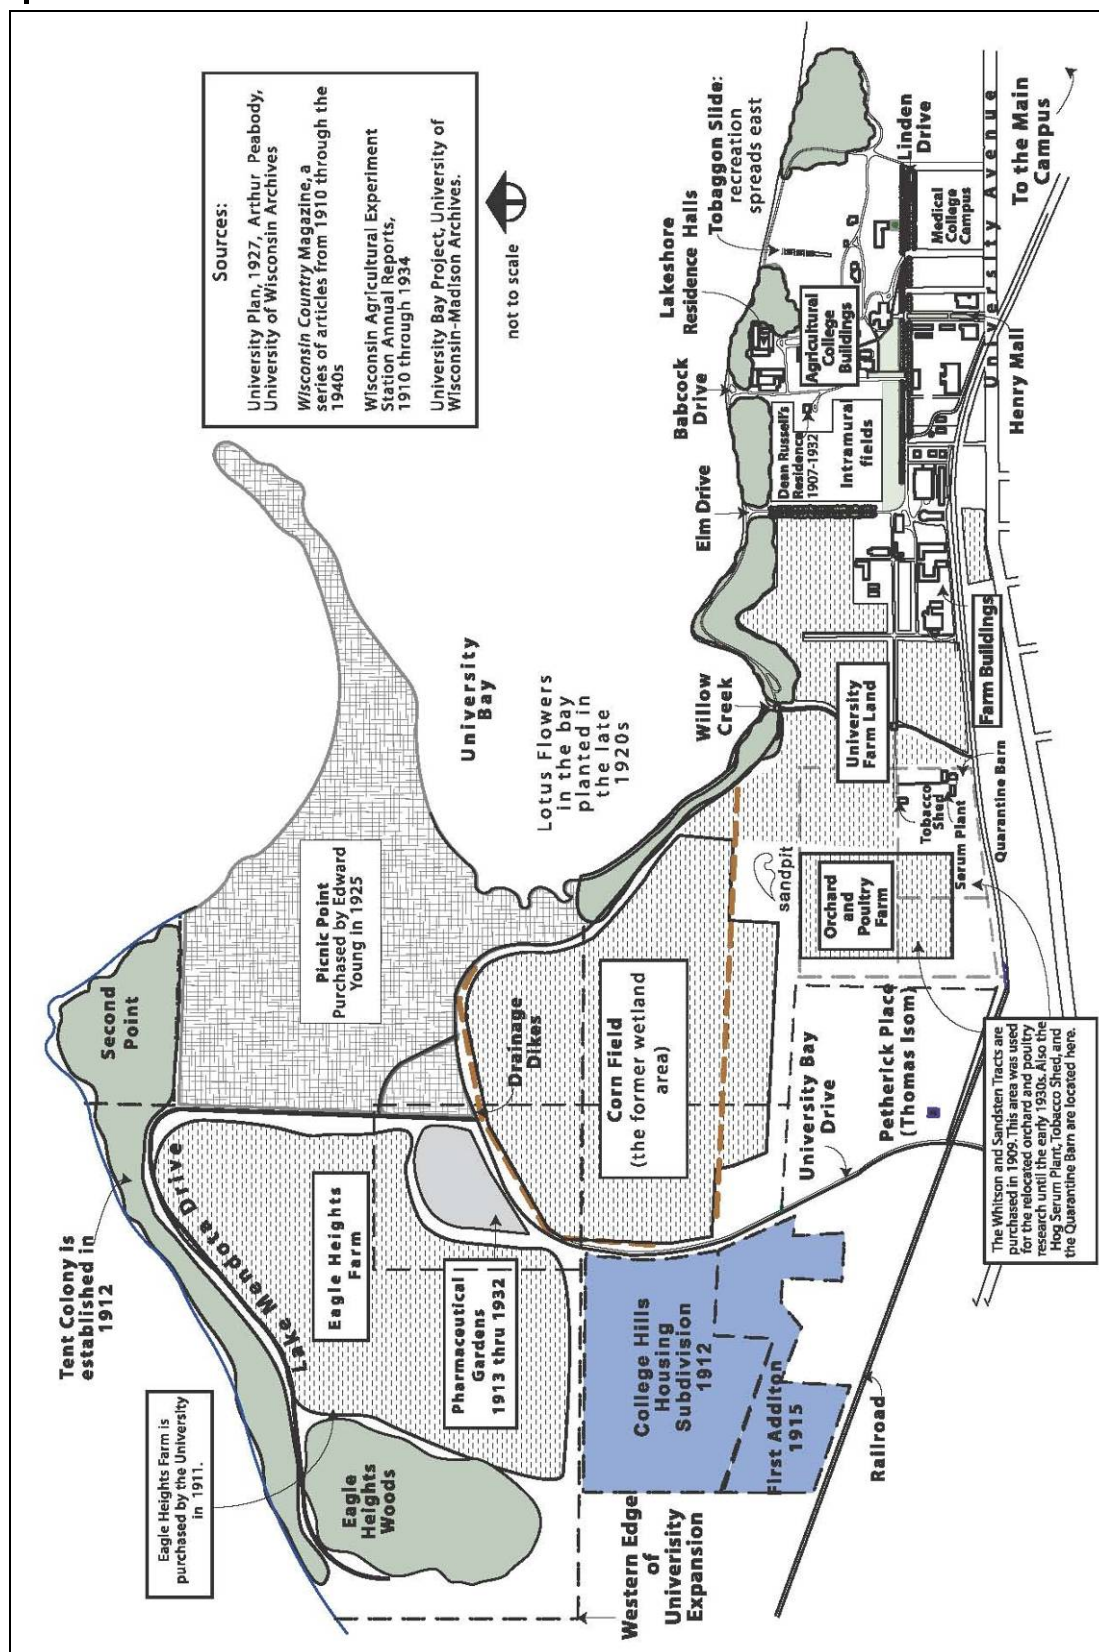 Sources:
University Plan, 1927, Arthur Peabody,
University of Wisconsin Archives
Wisconsin Country Magazine, a
series of articles from 1910 through the
1940s
Wisconsin Agricultural Experiment
Station Annual Reports,
1910 through 1934
University Bay Project, University of
Wisconsin-Madison Archives.
not to scale
Tent Colony is
established in
1912
Second
Point
Picnic Point
Purchased by Edward
Young in 1925
University
Bay
Lotus Flowers
in the bay
planted in
the late
1920s
Eagle Heights Farm is
purchased by the University
in 1911.
Lake Mendota Drive
Eagle Heights
Farm
Eagle
Heights
Woods
Pharmaceutical
Gardens
1913 thru 1932
Drainage
Dikes
Corn Field
(the former wetland
area)
Willow
Creek
Elm Drive
Babcock
Drive
Lakeshore
Residence Halls
Tobaggon Slide:
recreation
spreads east
Dean Russell's
Residence
1907-1932
Intramural
fields
Agricultural
College
Buildings
Linden
Drive
Medical
College
Campus
University Avenue
To the Main
Campus
Henry Mall
Farm Buildings
University
Farm Land
Tobacco
Shed
Serum Plant
Quarantine Barn
sandpit
Orchard
and
Poultry
Farm
University Bay
Drive
Petherick Place
(Thomas Isom)
College Hills
Housing
Subdivision
1912
First Additon
1915
Western Edge
of
Univerisity
Expansion
Railroad
The Whitson and Sandsten Tracts are
purchased in 1909. This area was used
for the relocated orchard and poultry
research until the early 1930s. Also the
Hog Serum Plant, Tobacco Shed, and
the Quarantine Barn are located here.